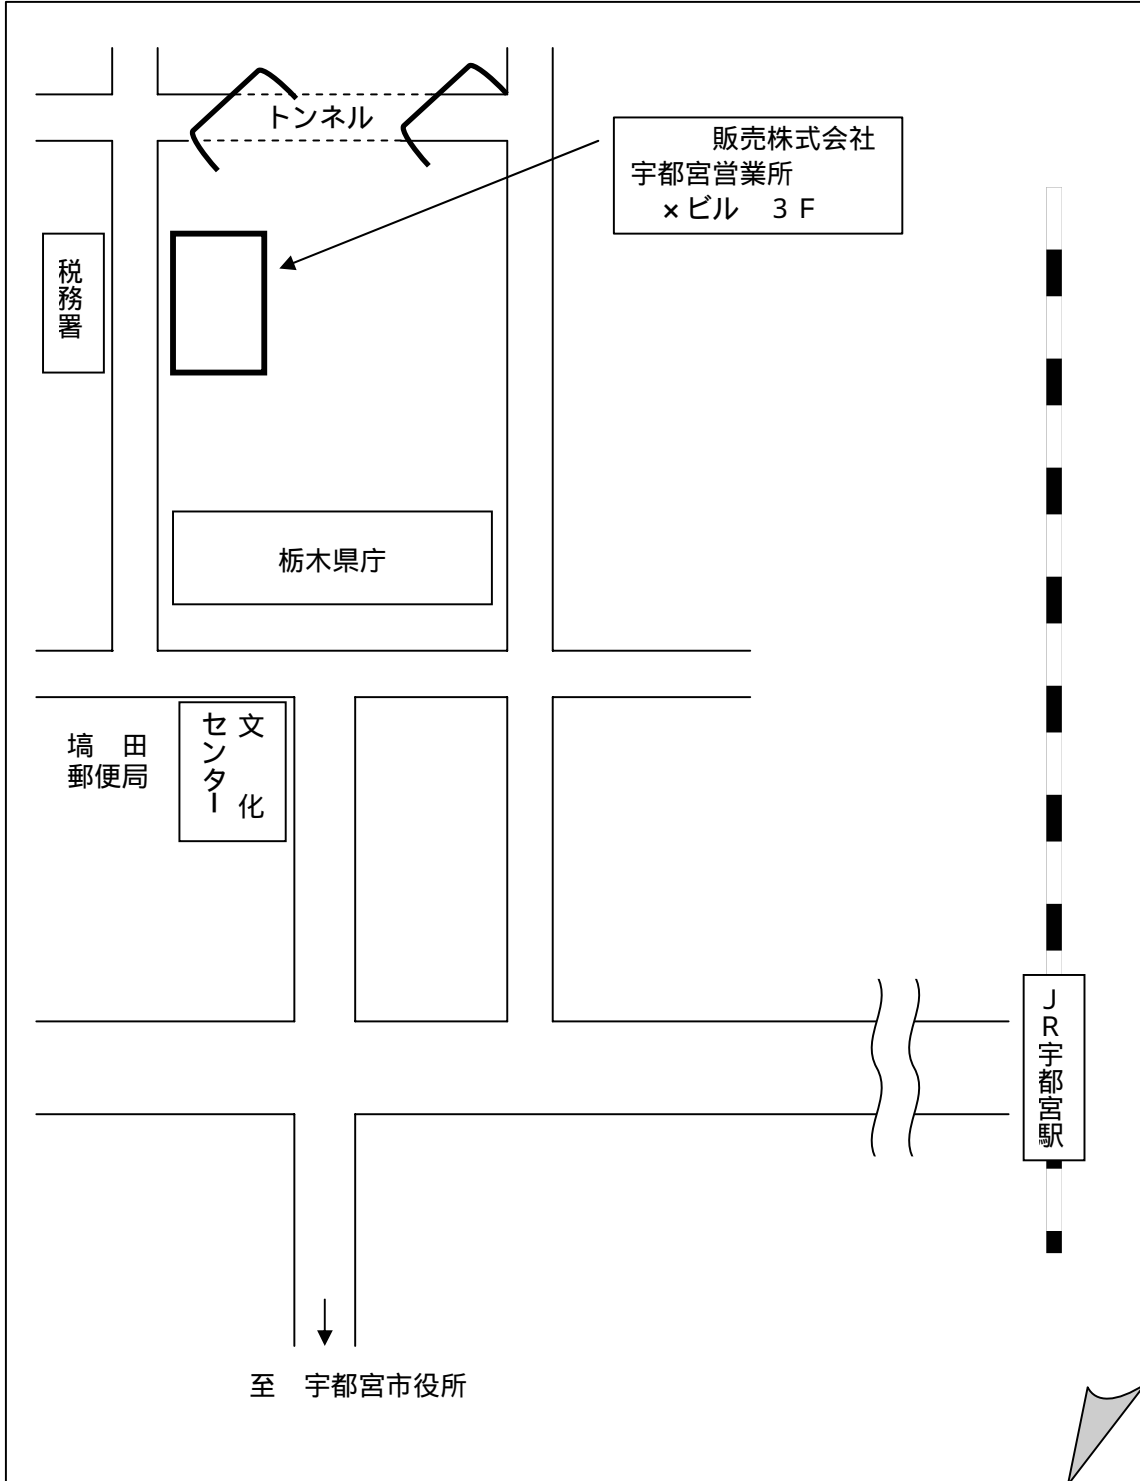 トンネル
販売株式会社
宇都宮営業所
×ビル　３Ｆ
税務署
栃木県庁
塙　田
郵便局
文　化
センター
ＪＲ宇都宮駅
至　宇都宮市役所